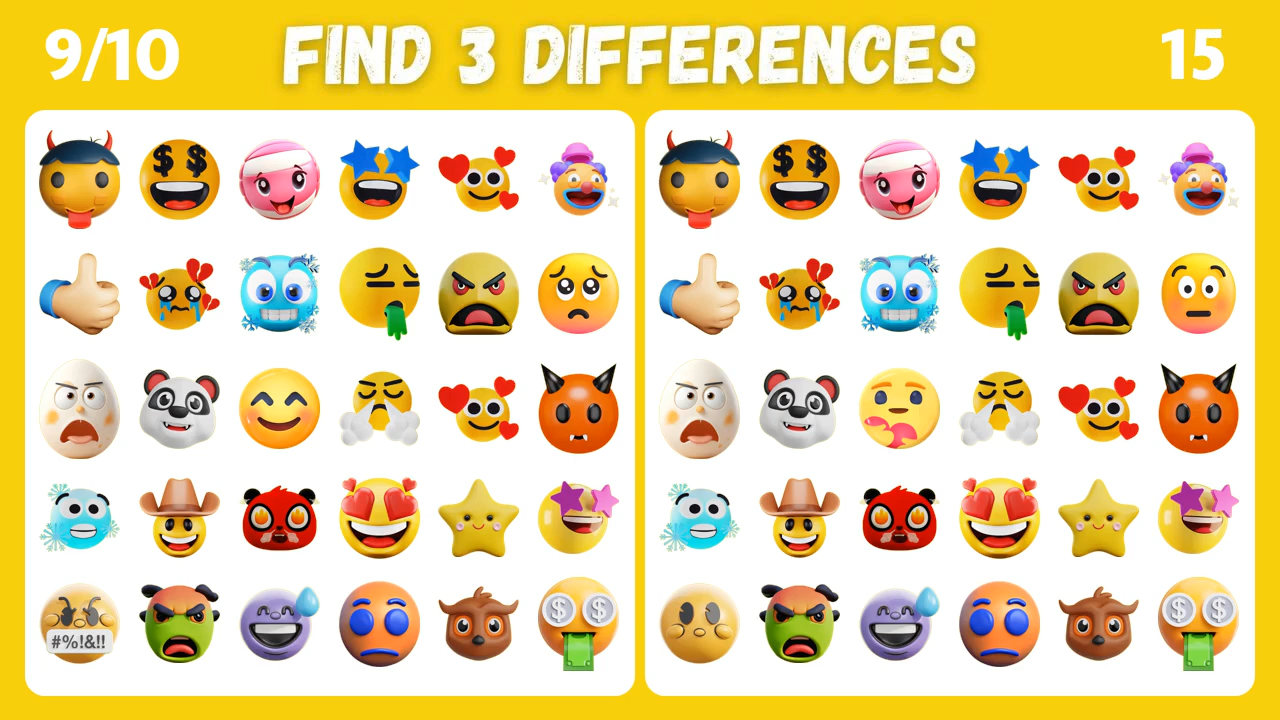 9/10
FIND 3 DIFFERENCES
15
$ $ $ $
#%!&!!
$ $ $ $